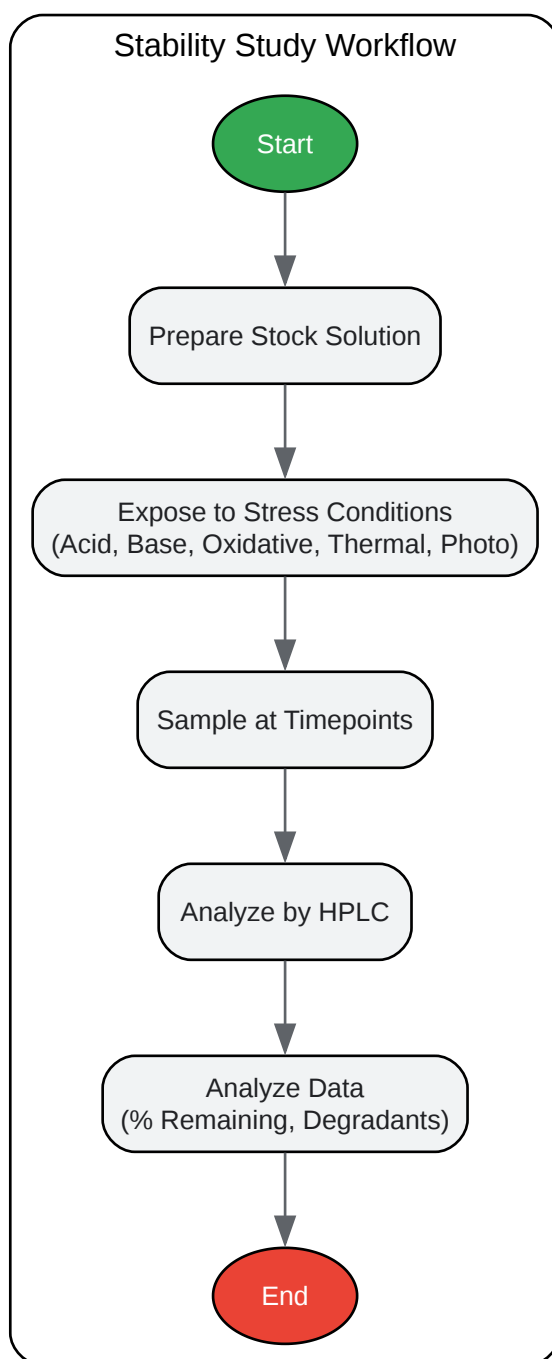 Stability Study Workflow
Start
Prepare Stock Solution
Expose to Stress Conditions
(Acid, Base, Oxidative, Thermal, Photo)
Sample at Timepoints
Analyze by HPLC
Analyze Data
(% Remaining, Degradants)
End